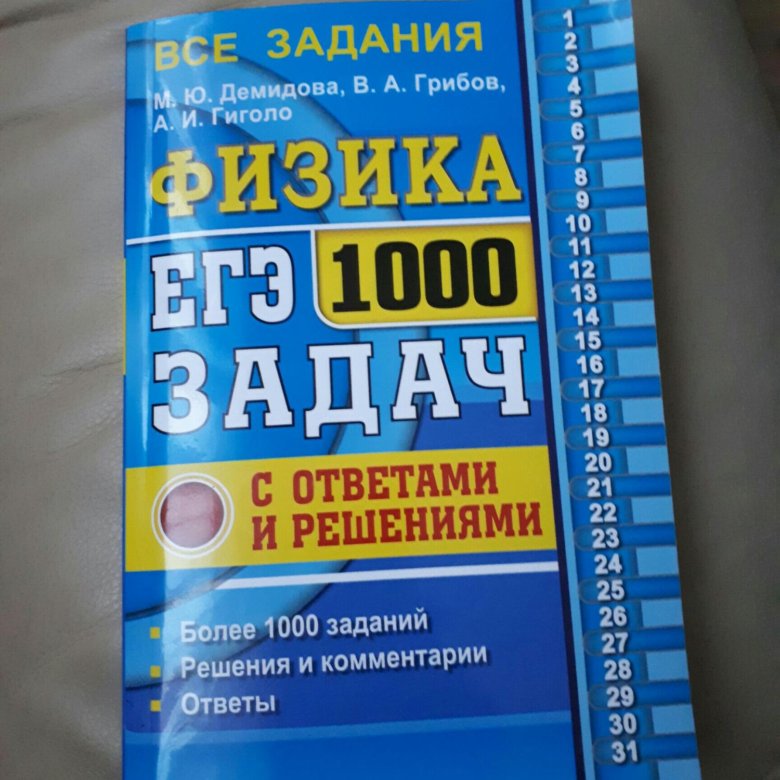 ВСЕ ЗАДАНИЯ
М. Ю. Демидова, В. А. Грибов,
А. И. Гиголо
ФИЗИКА
ЕГЭ 1000
ЗАДАЧ
С ОТВЕТАМИ
И РЕШЕНИЯМИ
Более 1000 заданий
Решения и комментарии
Ответы
1
2
3
4
5
6
7
8
9
10
11
12
13
14
15
16
17
18
19
20
21
22
23
24
25
26
27
28
29
30
31